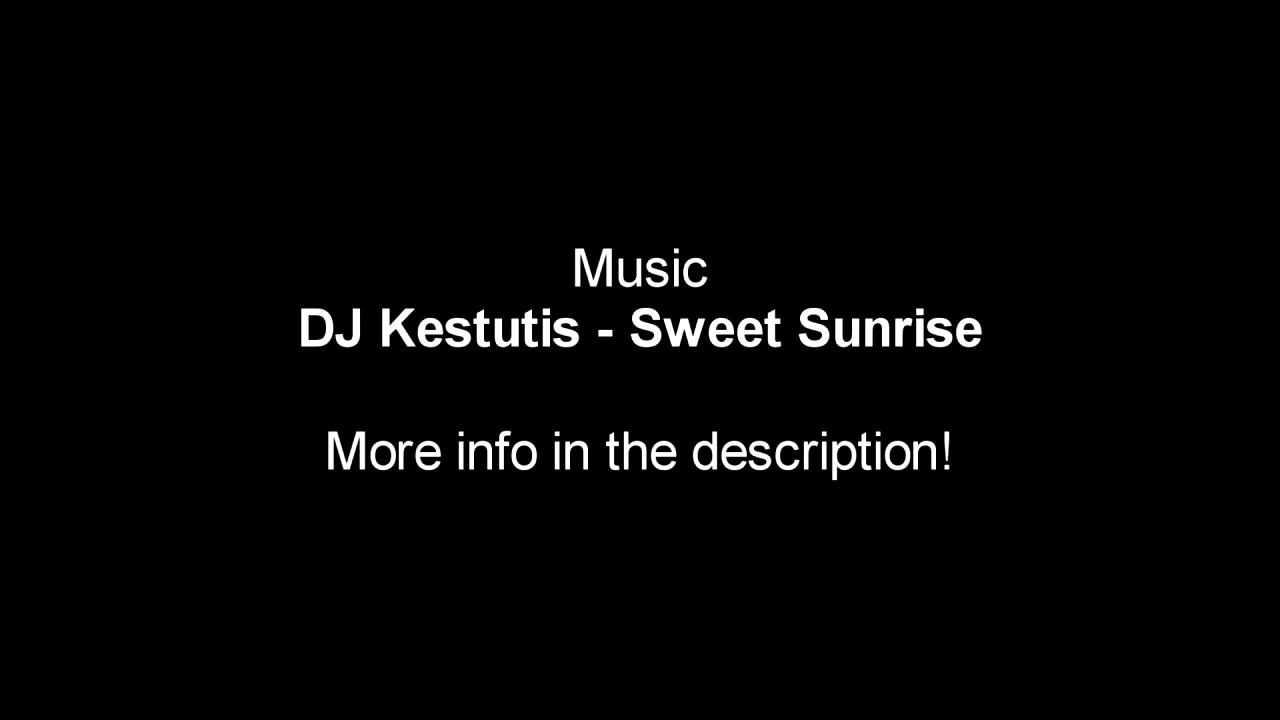 Music
DJ Kestutis - Sweet Sunrise
More info in the description!